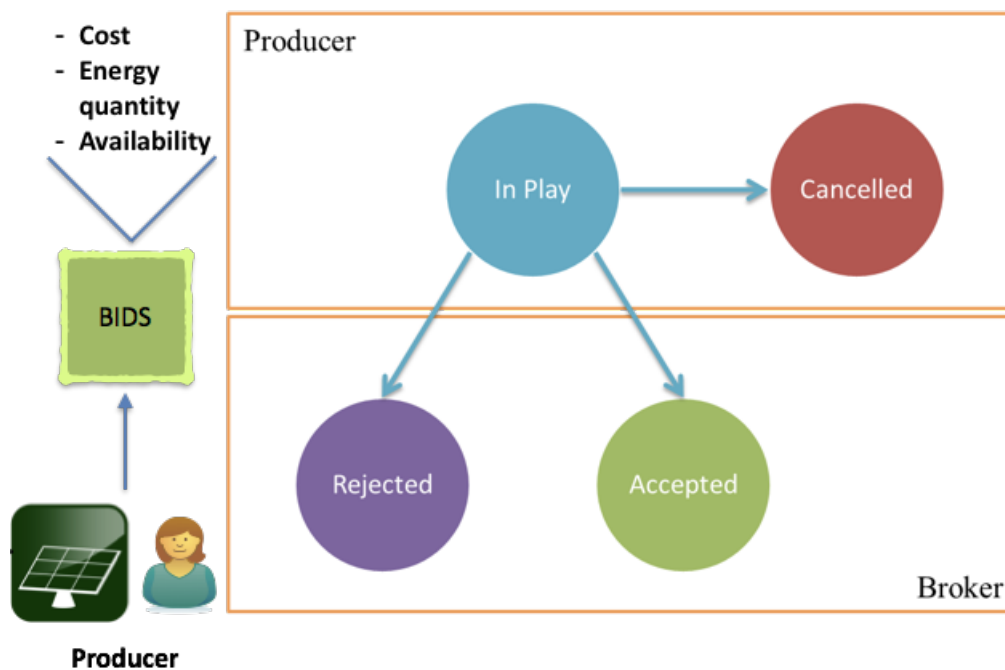 - Cost
- Energy
quantity
- Availability
BIDS
Producer
Producer
In Play
Cancelled
Rejected
Accepted
Broker